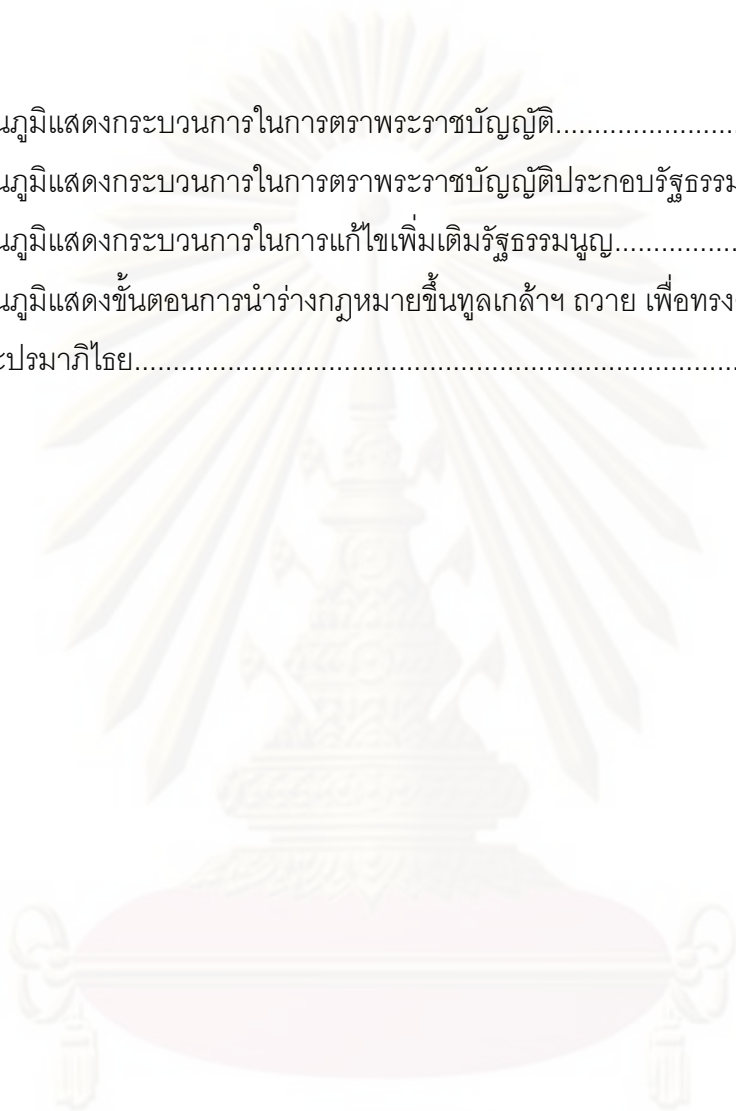 นภูมิแสดงกระบวนการในการตราพระราชบัญญัติ.......................
นภูมิแสดงกระบวนการในการตราพระราชบัญญัติประกอบรัฐธรรม
นภูมิแสดงกระบวนการในการแก้ไขเพิ่มเติมรัฐธรรมนูญ................
นภูมิแสดงขั้นตอนการนำร่างกฎหมายขึ้นทูลเกล้าฯ ถวาย เพื่อทรง
ะปรมาภิไธย..............................................................................